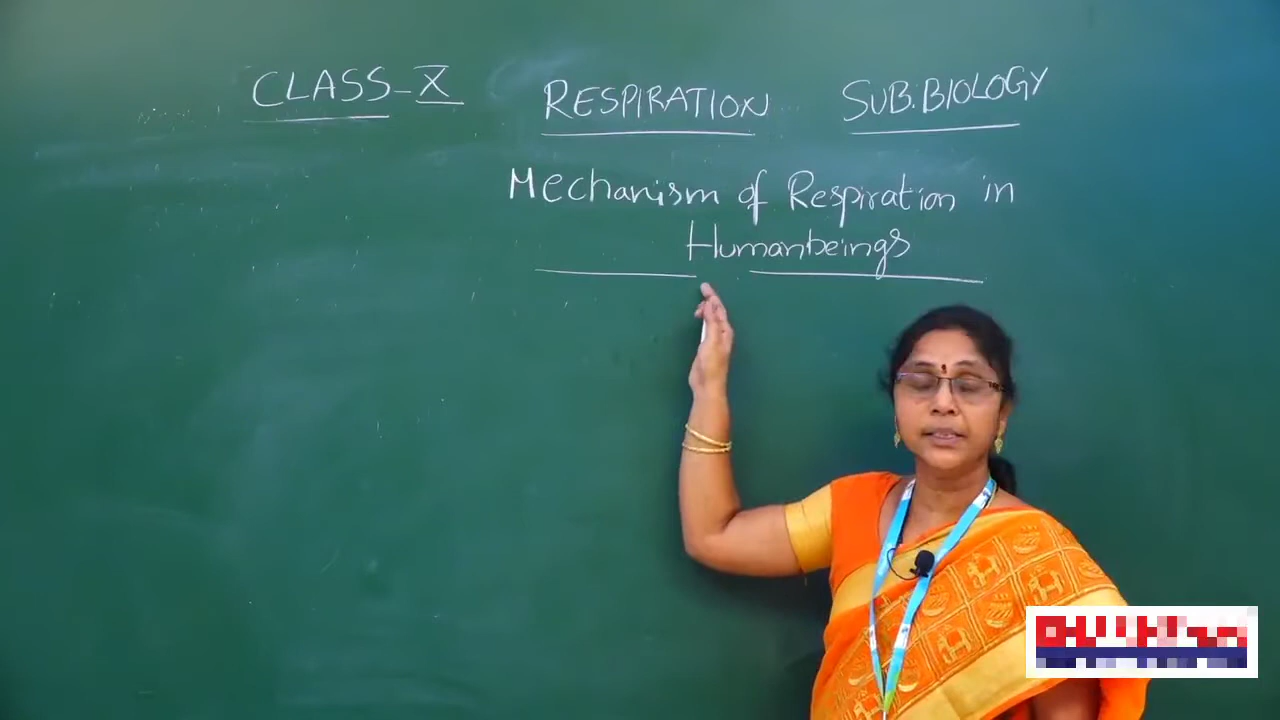 CLASS-X RESPIRATION SUB.BIOLOGY
Mechanism of Respiration in
Humanbeings